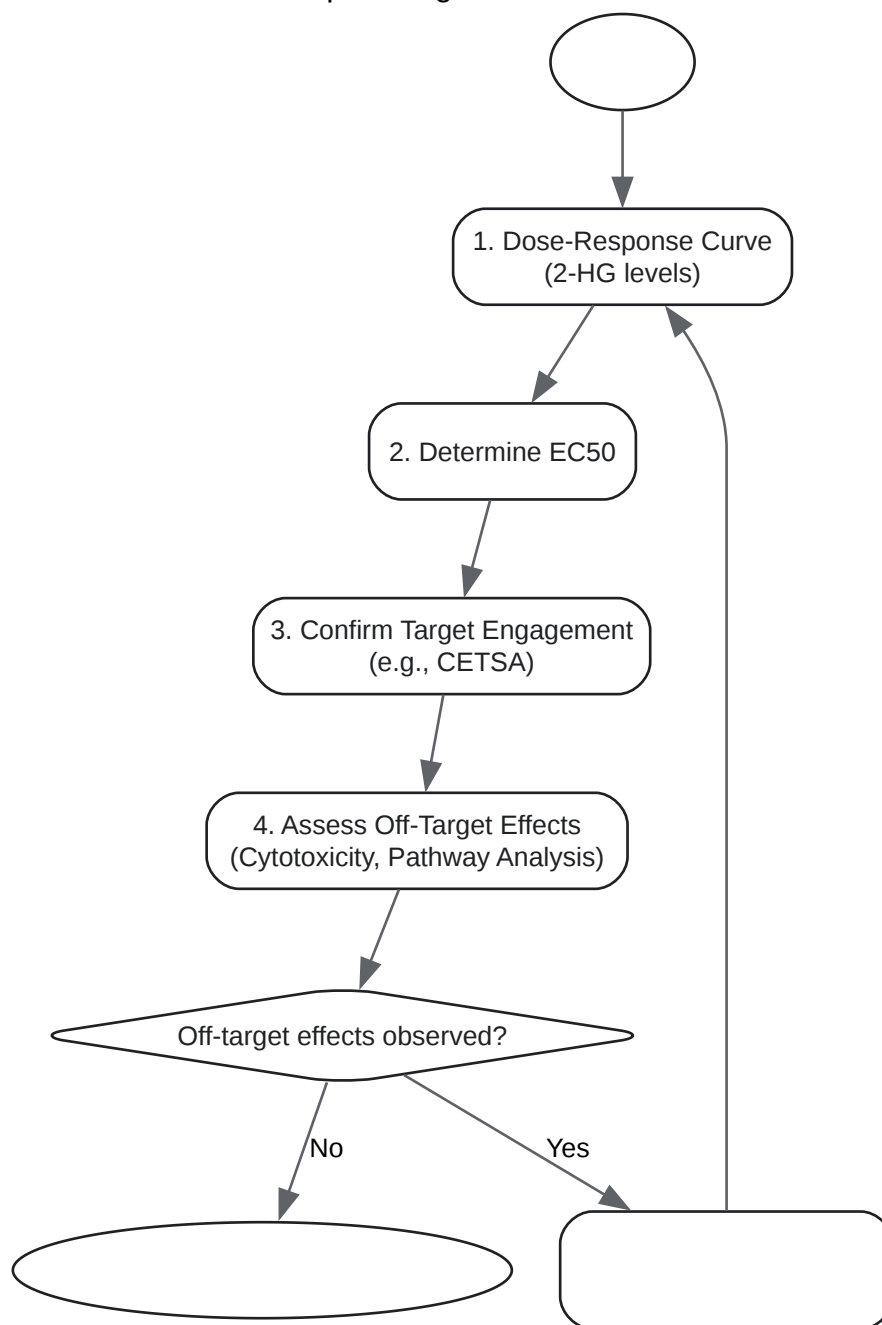 1. Dose-Response Curve
(2-HG levels)
2. Determine EC50
3. Confirm Target Engagement
(e.g., CETSA)
4. Assess Off-Target Effects
(Cytotoxicity, Pathway Analysis)
Off-target effects observed?
No
Yes